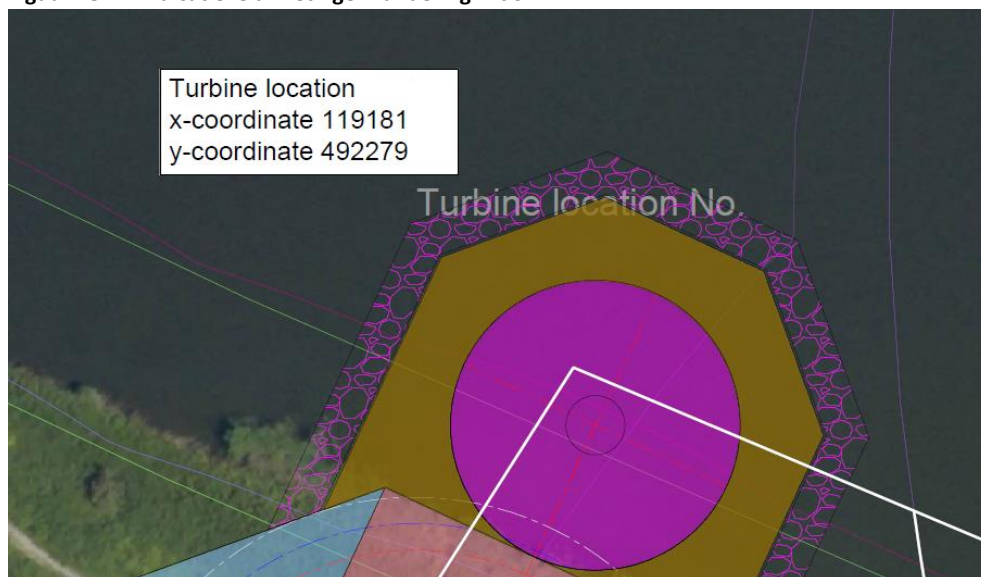 Turbine location
x-coordinate 119181
y-coordinate 492279
Turbine location No.